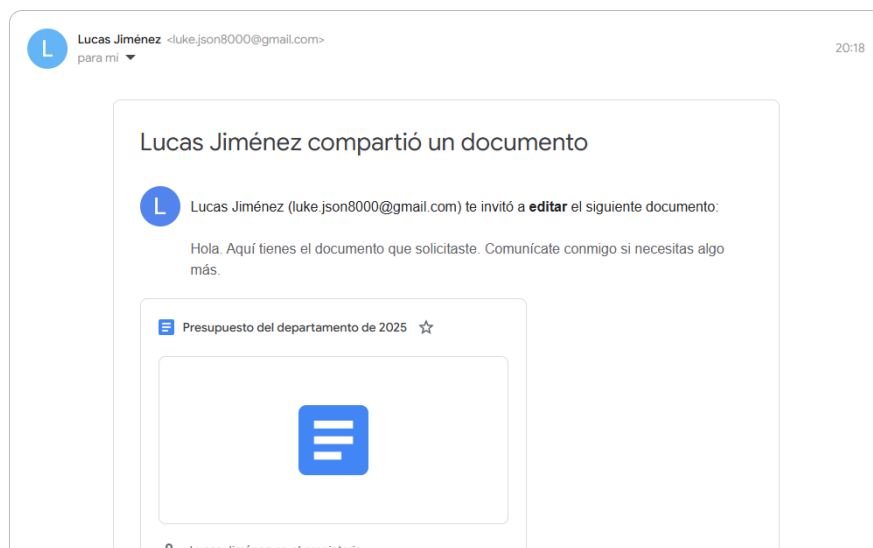 L
Lucas Jiménez <luke.json8000@gmail.com>
20:18
para mí
Lucas Jiménez compartió un documento
L
Lucas Jiménez (luke.json8000@gmail.com) te invitó a editar el siguiente documento:
Hola. Aquí tienes el documento que solicitaste. Comunícate conmigo si necesitas algo
más.
Presupuesto del departamento de 2025